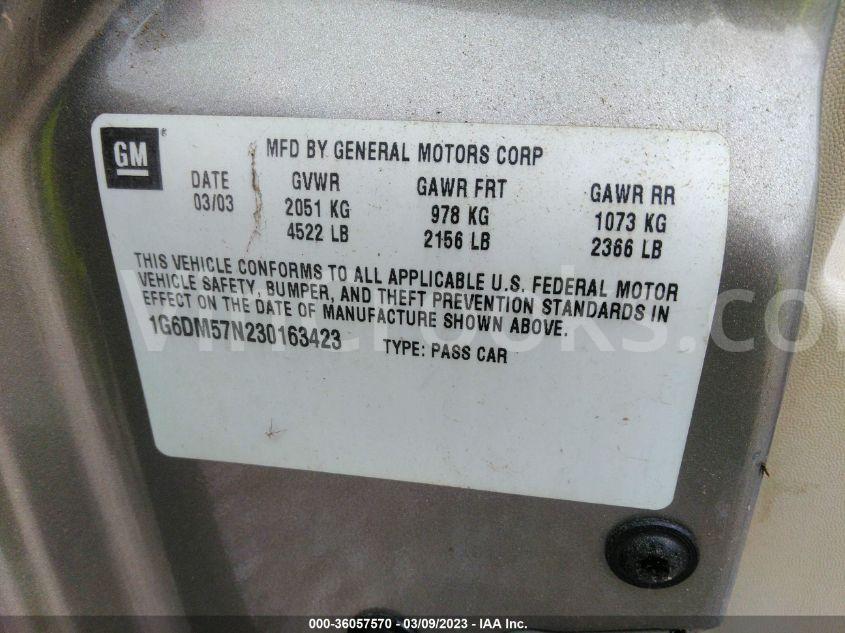 GM
MFD BY GENERAL MOTORS CORP
DATE GVWR GAWR FRT GAWR RR
03/03 2051 KG 978 KG 1073 KG
4522 LB 2156 LB 2366 LB
THIS VEHICLE CONFORMS TO ALL APPLICABLE U.S. FEDERAL MOTOR
VEHICLE SAFETY, BUMPER, AND THEFT PREVENTION STANDARDS IN
EFFECT ON THE DATE OF MANUFACTURE SHOWN ABOVE.
1G6DM57N230163423 TYPE: PASS CAR
000-36057570 — 03/09/2023 — IAA Inc.